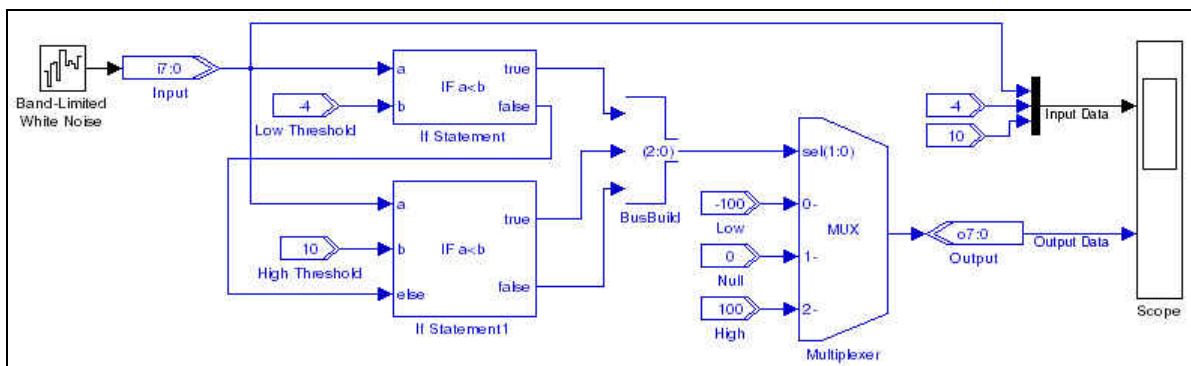 Band-Limited
White Noise
i7:0
Input
a
b
IF a<b
true
false
If Statement
-4
Low Threshold
a
b
else
IF a<b
true
false
If Statement1
10
High Threshold
(2:0)
BusBuild
sel(1:0)
0-
1-
2-
MUX
Multiplexer
-100
Low
0
Null
100
High
o7:0
Output
-4
10
Input Data
Output Data
Scope